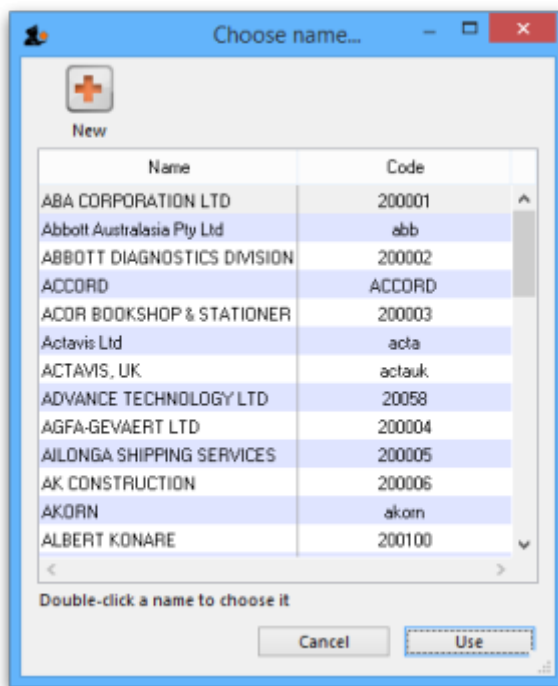 Choose name...
New
Name Code
ABA CORPORATION LTD 200001
Abbott Australasia Pty Ltd abb
ABBOTT DIAGNOSTICS DIVISION 200002
ACCORD ACCORD
ACOR BOOKSHOP & STATIONER 200003
Actavis Ltd acta
ACTAVIS, UK actauk
ADVANCE TECHNOLOGY LTD 20058
AGFA-GEVAERT LTD 200004
AILONGA SHIPPING SERVICES 200005
AK CONSTRUCTION 200006
AKORN akorn
ALBERT KONARE 200100
Double-click a name to choose it
Cancel Use